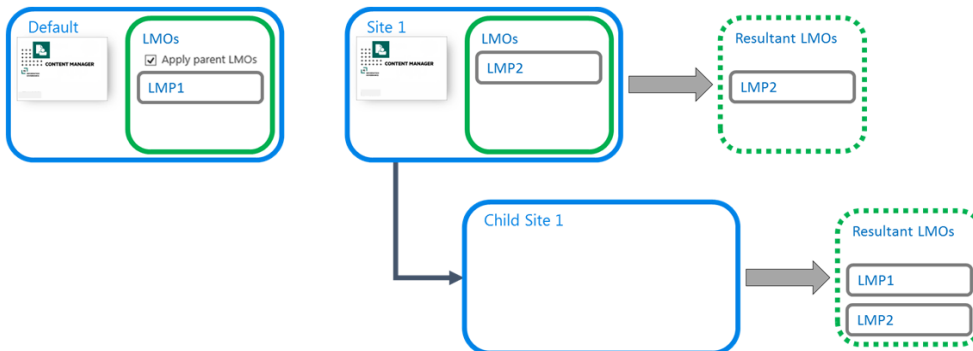 Default
LMOs
CONTENT MANAGER
Apply parent LMOs
LMP1
Site 1
LMOs
CONTENT MANAGER
LMP2
Resultant LMOs
LMP2
Child Site 1
Resultant LMOs
LMP1
LMP2